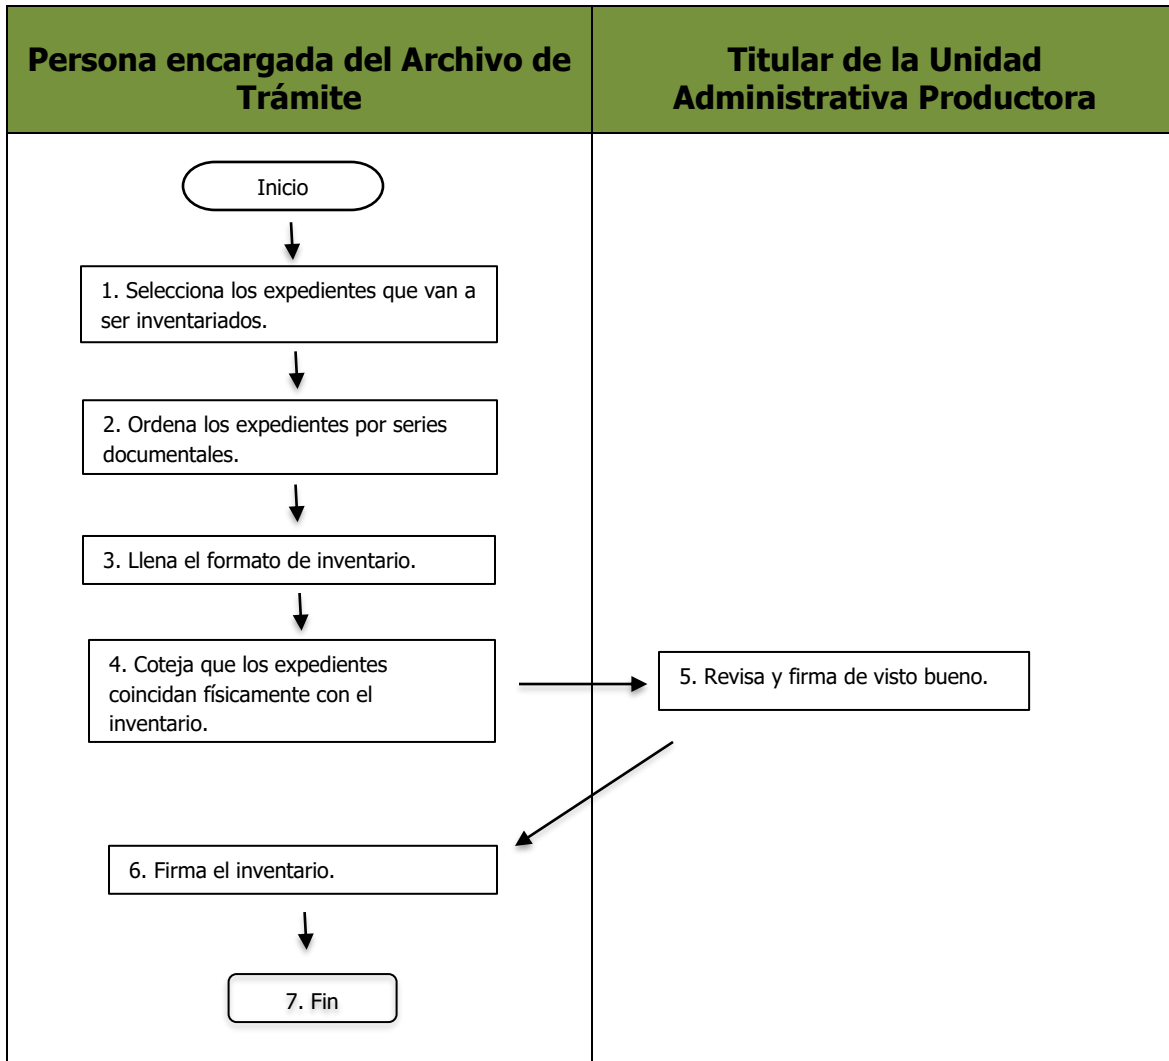 Persona encargada del Archivo de
Trámite
Titular de la Unidad
Administrativa Productora
Inicio
1. Selecciona los expedientes que van a
ser inventariados.
2. Ordena los expedientes por series
documentales.
3. Llena el formato de inventario.
4. Coteja que los expedientes
coincidan físicamente con el
inventario.
5. Revisa y firma de visto bueno.
6. Firma el inventario.
7. Fin